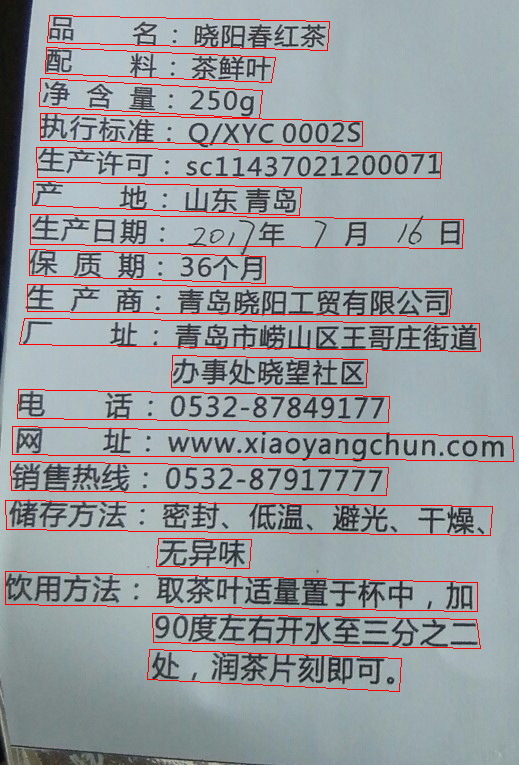 品　　名：晓阳春红茶
配　　料：茶鲜叶
净 含 量：250g
执行标准：Q/XYC 0002S
生产许可：sc11437021200071
产　　地：山东 青岛
生产日期：2017年 7 月 16 日
保 质 期：36个月
生 产 商：青岛晓阳工贸有限公司
厂　　址：青岛市崂山区王哥庄街道
办事处晓望社区
电　　话：0532-87849177
网　　址：www.xiaoyangchun.com
销售热线：0532-87917777
储存方法：密封、低温、避光、干燥、
无异味
饮用方法：取茶叶适量置于杯中，加
90度左右开水至三分之二
处，润茶片刻即可。